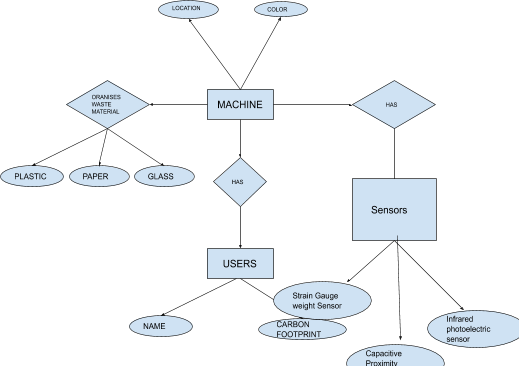 LOCATION
COLOR
ORANISES
WASTE
MATERIAL
MACHINE
HAS
PLASTIC
PAPER
GLASS
HAS
Sensors
USERS
Strain Gauge
weight Sensor
NAME
CARBON
FOOTPRINT
Infrared
photoelectric
sensor
Capacitive
Proximity